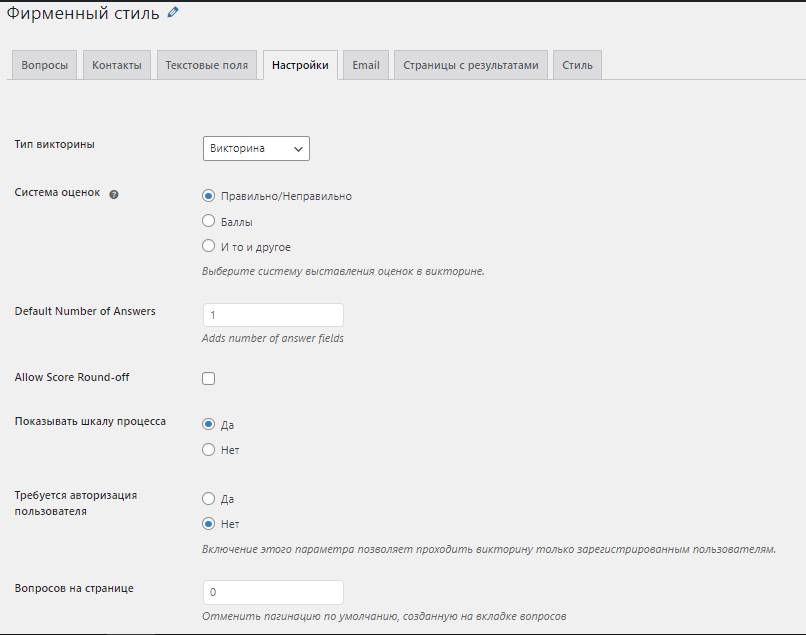 Фирменный стиль
Вопросы Контакты Текстовые поля Настройки Email Страницы с результатами Стиль
Тип викторины Викторина
Система оценок ? Правильно/Неправильно
Баллы
И то и другое
Выберите систему выставления оценок в викторине.
Default Number of Answers 1
Adds number of answer fields
Allow Score Round-off
Показывать шкалу процесса Да
Нет
Требуется авторизация Да
пользователя Нет
Включение этого параметра позволяет проходить викторину только зарегистрированным пользователям.
Вопросов на странице 0
Отменить пагинацию по умолчанию, созданную на вкладке вопросов